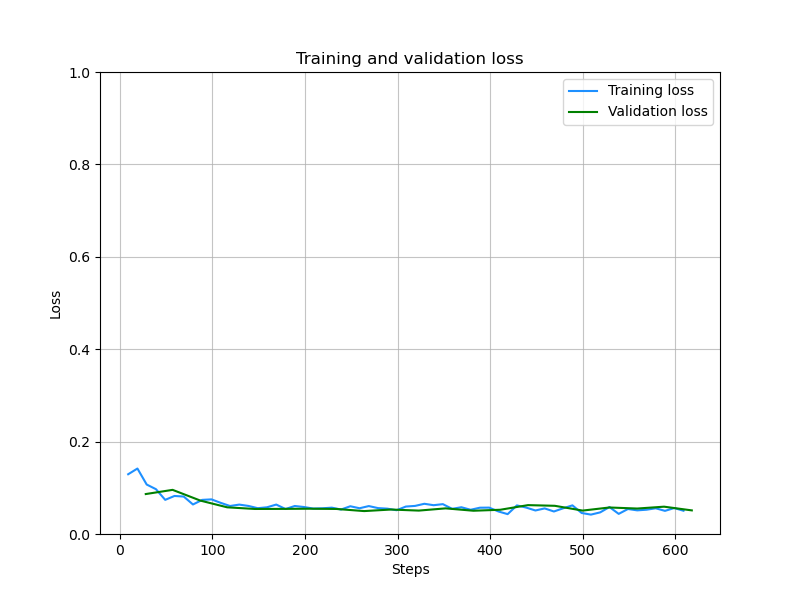 Training and validation loss
Training loss
Validation loss
1.0
0.8
0.6
0.4
0.2
0.0
Loss
0 100 200 300 400 500 600
Steps